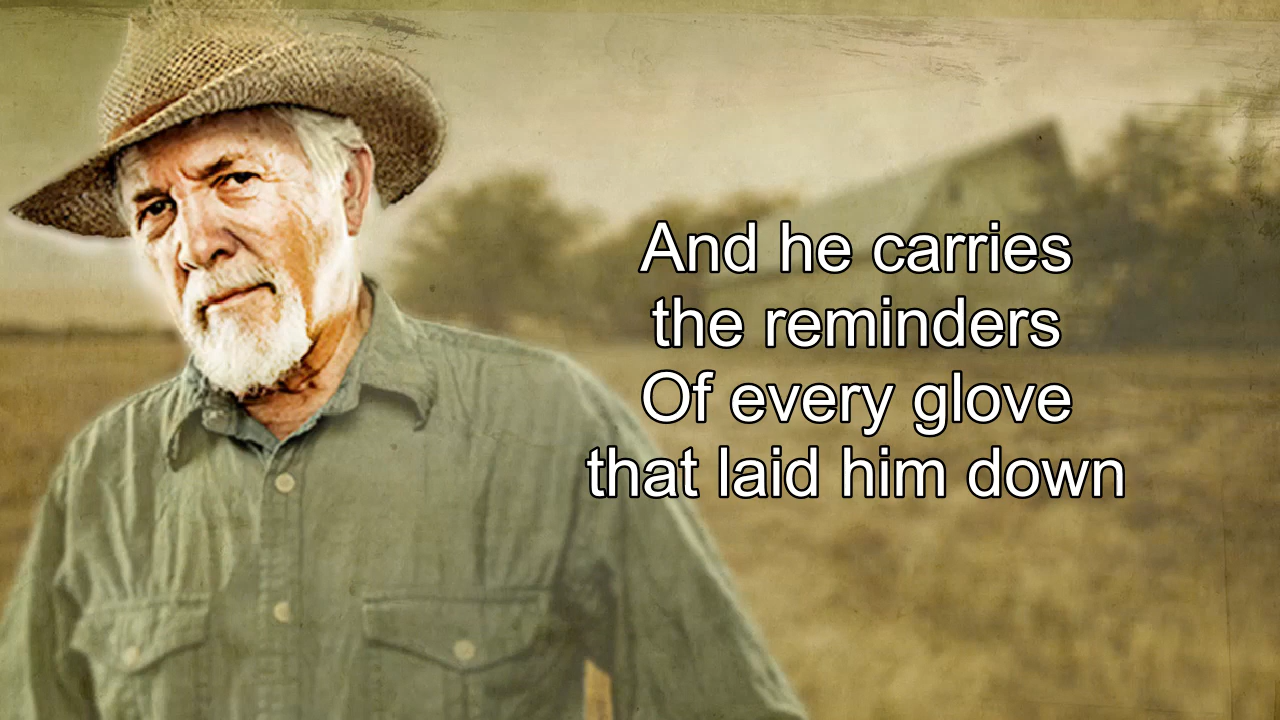 And he carries
the reminders
Of every glove
that laid him down